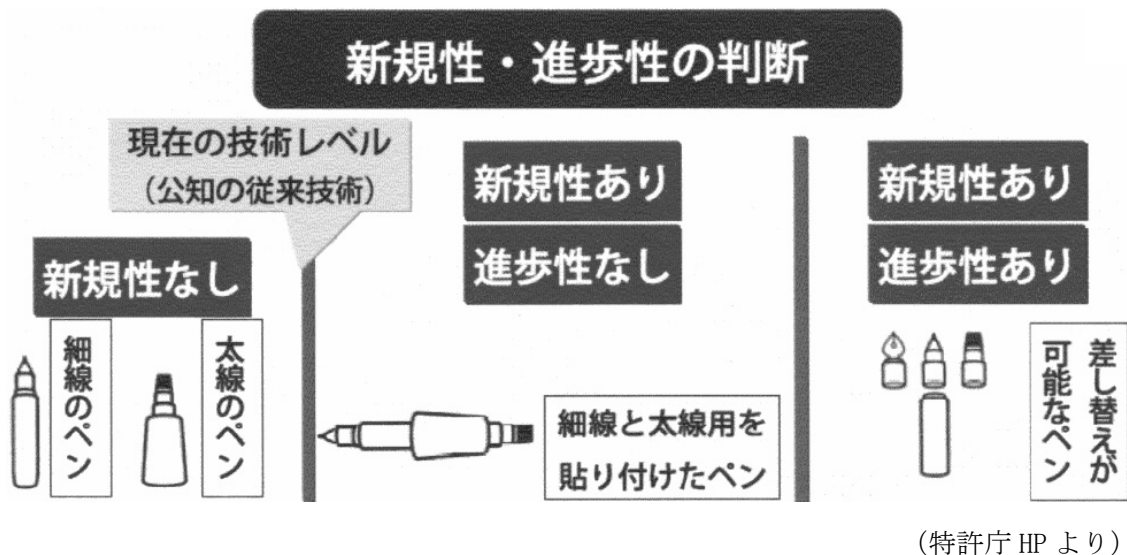 新規性・進歩性の判断
現在の技術レベル
（公知の従来技術）
新規性なし
細線のペン
太線のペン
新規性あり
進歩性なし
細線と太線用を
貼り付けたペン
新規性あり
進歩性あり
差し替えが
可能なペン
（特許庁 HP より）